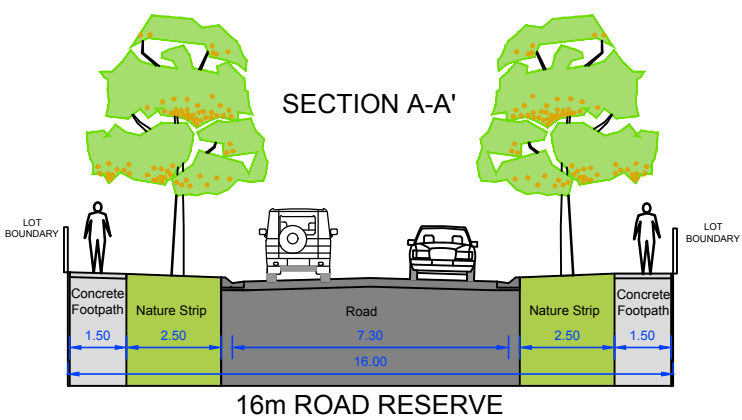 SECTION A-A'
LOT
BOUNDARY
LOT
BOUNDARY
Concrete
Footpath
Nature Strip
Road
Nature Strip
Concrete
Footpath
1.50
2.50
7.30
2.50
1.50
16.00
16m ROAD RESERVE